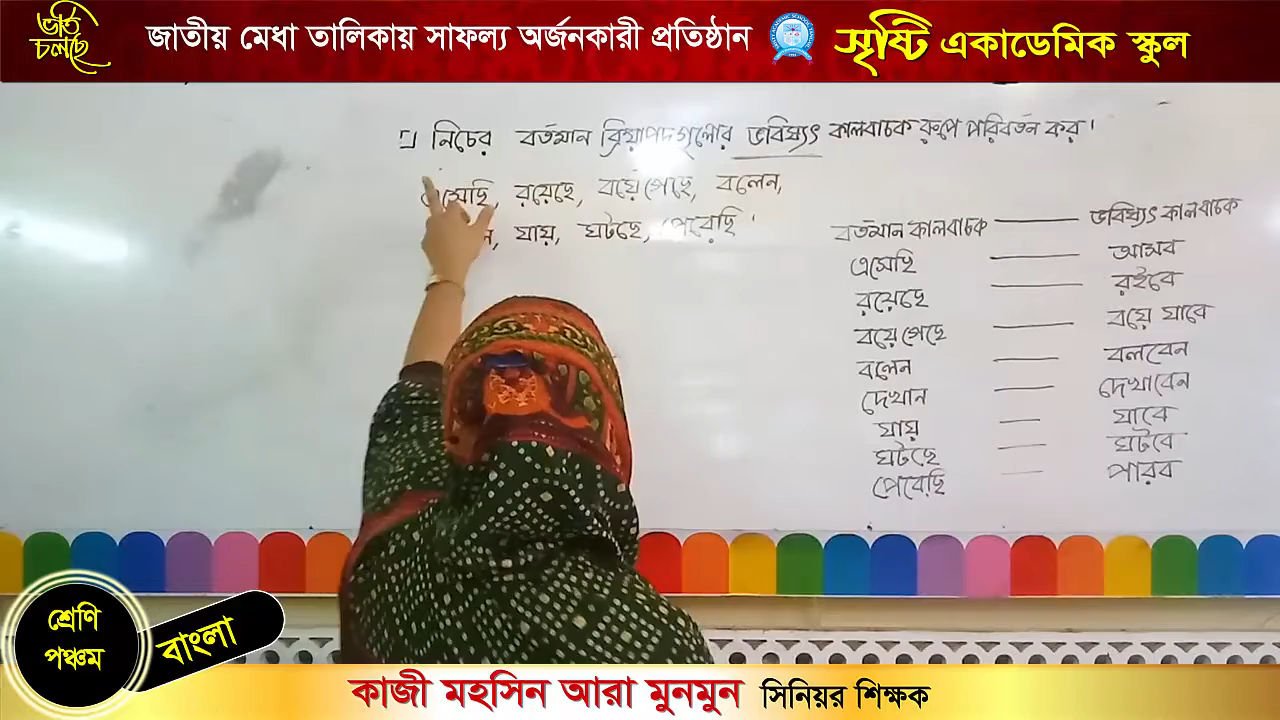 ভর্তি চলছে
জাতীয় মেধা তালিকায় সাফল্য অর্জনকারী প্রতিষ্ঠান সৃষ্টি একাডেমিক স্কুল
নিচের বর্তমান ক্রিয়াপদগুলোর ভবিষ্যৎ কালবাচক রূপে পরিবর্তন কর।
রয়েছে, বয়ে গেছে, বলেন,
যায়, ঘটছে, পেরেছি।
বর্তমান কালবাচক — ভবিষ্যৎ কালবাচক
এসেছি — আসব
রয়েছে — রইবে
বয়ে গেছে — বয়ে যাবে
বলেন — বলবেন
দেখান — দেখাবেন
যায় — যাবে
ঘটছে — ঘটবে
পেরেছি — পারব
শ্রেণি
পঞ্চম
বাংলা
কাজী মহসিন আরা মুনমুন সিনিয়র শিক্ষক